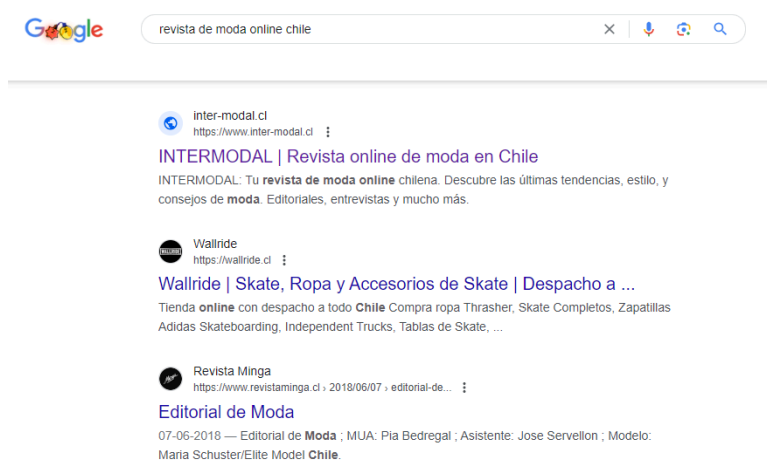 Google
revista de moda online chile
inter-modal.cl
https://www.inter-modal.cl
INTERMODAL | Revista online de moda en Chile
INTERMODAL: Tu revista de moda online chilena. Descubre las últimas tendencias, estilo, y
consejos de moda. Editoriales, entrevistas y mucho más.
WALLRIDE
Wallride
https://wallride.cl
Wallride | Skate, Ropa y Accesorios de Skate | Despacho a ...
Tienda online con despacho a todo Chile Compra ropa Thrasher, Skate Completos, Zapatillas
Adidas Skateboarding, Independent Trucks, Tablas de Skate, ...
Revista Minga
https://www.revistaminga.cl › 2018/06/07 › editorial-de...
Editorial de Moda
07-06-2018 — Editorial de Moda ; MUA: Pia Bedregal ; Asistente: Jose Servellon ; Modelo:
Maria Schuster/Elite Model Chile.